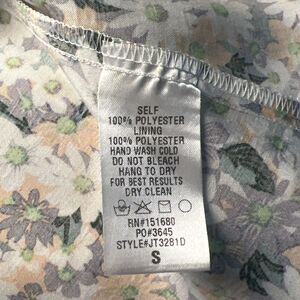 SELF
100% POLYESTER
LINING
100% POLYESTER
HAND WASH COLD
DO NOT BLEACH
HANG TO DRY
FOR BEST RESULTS
DRY CLEAN
RN#151680
PO#3645
STYLE#JT3281D
S